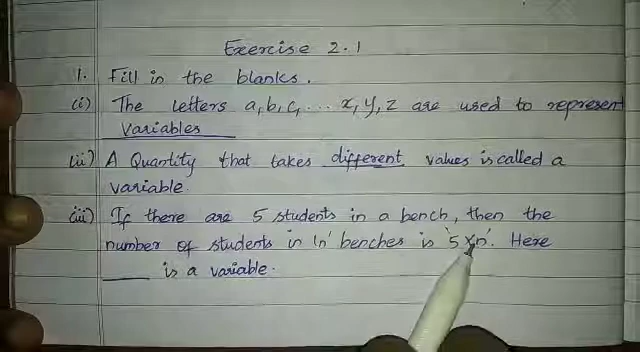 Exercise 2.1
1. Fill in the blanks.
(i) The letters a, b, c, ... x, y, z are used to represent
variables
(ii) A Quantity that takes different values is called a
variable.
(iii) If there are 5 students in a bench, then the
number of students in 'n' benches is '5×n'. Here
____ is a variable.